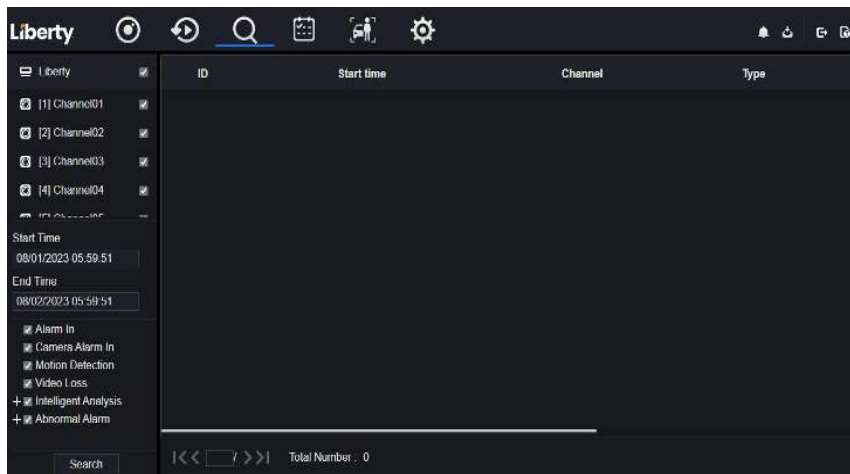 Liberty
Liberty
ID Start time Channel Type
[1] Channel01
[2] Channel02
[3] Channel03
[4] Channel04
Start Time
08/01/2023 05:59:51
End Time
08/02/2023 05:59:51
Alarm In
Camera Alarm In
Motion Detection
Video Loss
Intelligent Analysis
Abnormal Alarm
Search
/ Total Number : 0